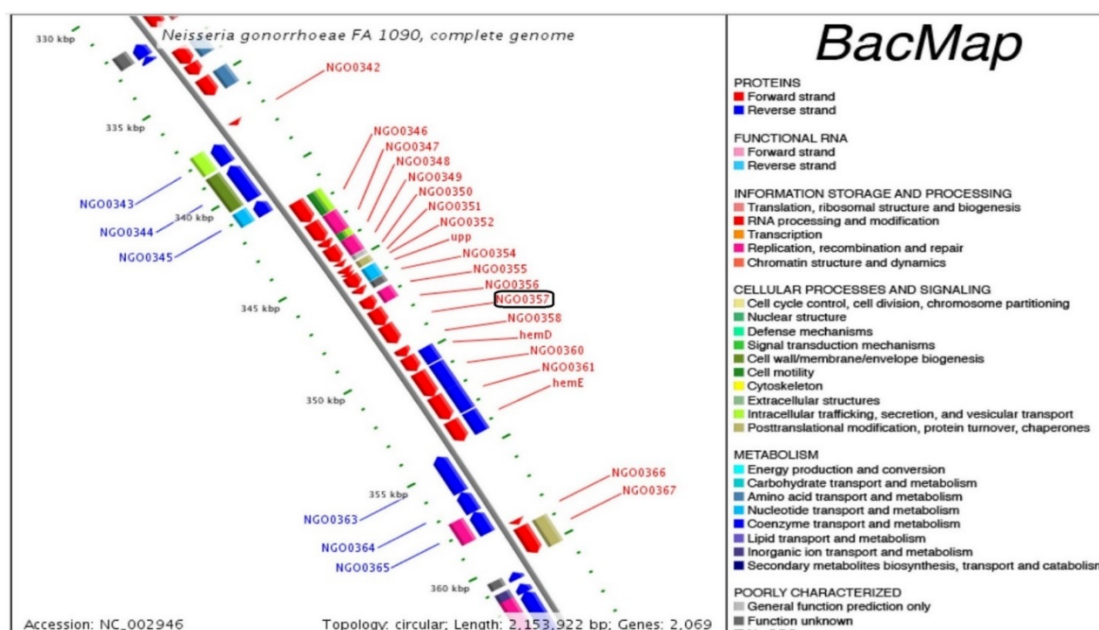 330 kbp
Neisseria gonorrhoeae FA 1090, complete genome
NGO0342
335 kbp
NGO0346
NGO0347
NGO0348
NGO0349
NGO0350
NGO0351
NGO0352
upp
NGO0354
NGO0355
NGO0356
NGO0357
NGO0358
hemD
NGO0360
NGO0361
hemE
NGO0343
340 kbp
NGO0344
NGO0345
345 kbp
350 kbp
NGO0366
NGO0367
355 kbp
NGO0363
NGO0364
NGO0365
360 kbp
Accession: NC_002946
Topology: circular; Length: 2,153,922 bp; Genes: 2,069
BacMap
PROTEINS
Forward strand
Reverse strand
FUNCTIONAL RNA
Forward strand
Reverse strand
INFORMATION STORAGE AND PROCESSING
Translation, ribosomal structure and biogenesis
RNA processing and modification
Transcription
Replication, recombination and repair
Chromatin structure and dynamics
CELLULAR PROCESSES AND SIGNALING
Cell cycle control, cell division, chromosome partitioning
Nuclear structure
Defense mechanisms
Signal transduction mechanisms
Cell wall/membrane/envelope biogenesis
Cell motility
Cytoskeleton
Extracellular structures
Intracellular trafficking, secretion, and vesicular transport
Posttranslational modification, protein turnover, chaperones
METABOLISM
Energy production and conversion
Carbohydrate transport and metabolism
Amino acid transport and metabolism
Nucleotide transport and metabolism
Coenzyme transport and metabolism
Lipid transport and metabolism
Inorganic ion transport and metabolism
Secondary metabolites biosynthesis, transport and catabolism
POORLY CHARACTERIZED
General function prediction only
Function unknown